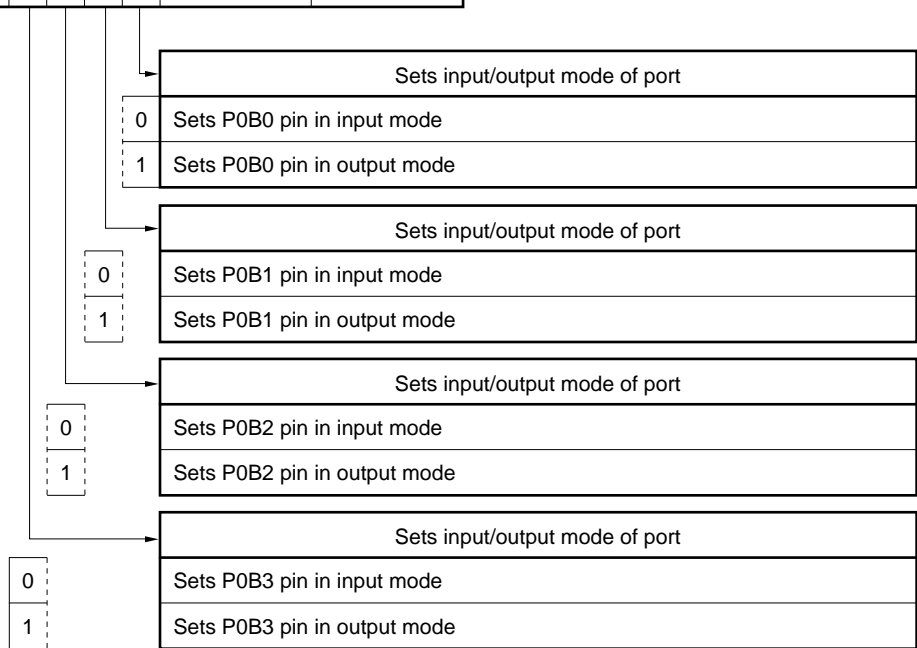 Sets input/output mode of port
0 Sets P0B0 pin in input mode
1 Sets P0B0 pin in output mode
Sets input/output mode of port
0 Sets P0B1 pin in input mode
1 Sets P0B1 pin in output mode
Sets input/output mode of port
0 Sets P0B2 pin in input mode
1 Sets P0B2 pin in output mode
Sets input/output mode of port
0 Sets P0B3 pin in input mode
1 Sets P0B3 pin in output mode